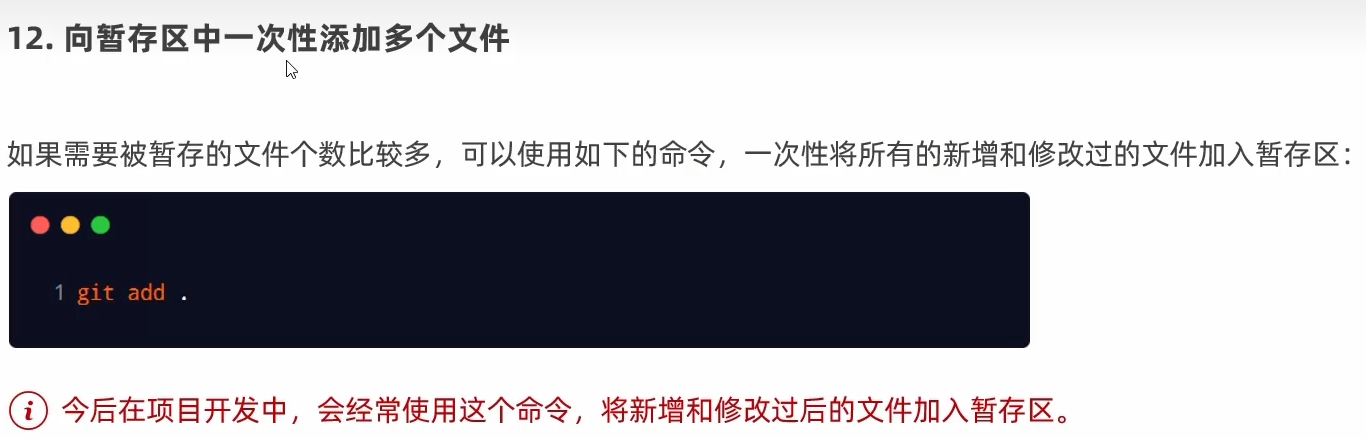 12. 向暂存区中一次性添加多个文件
如果需要被暂存的文件个数比较多，可以使用如下的命令，一次性将所有的新增和修改过的文件加入暂存区：
1 git add .
i 今后在项目开发中，会经常使用这个命令，将新增和修改过后的文件加入暂存区。